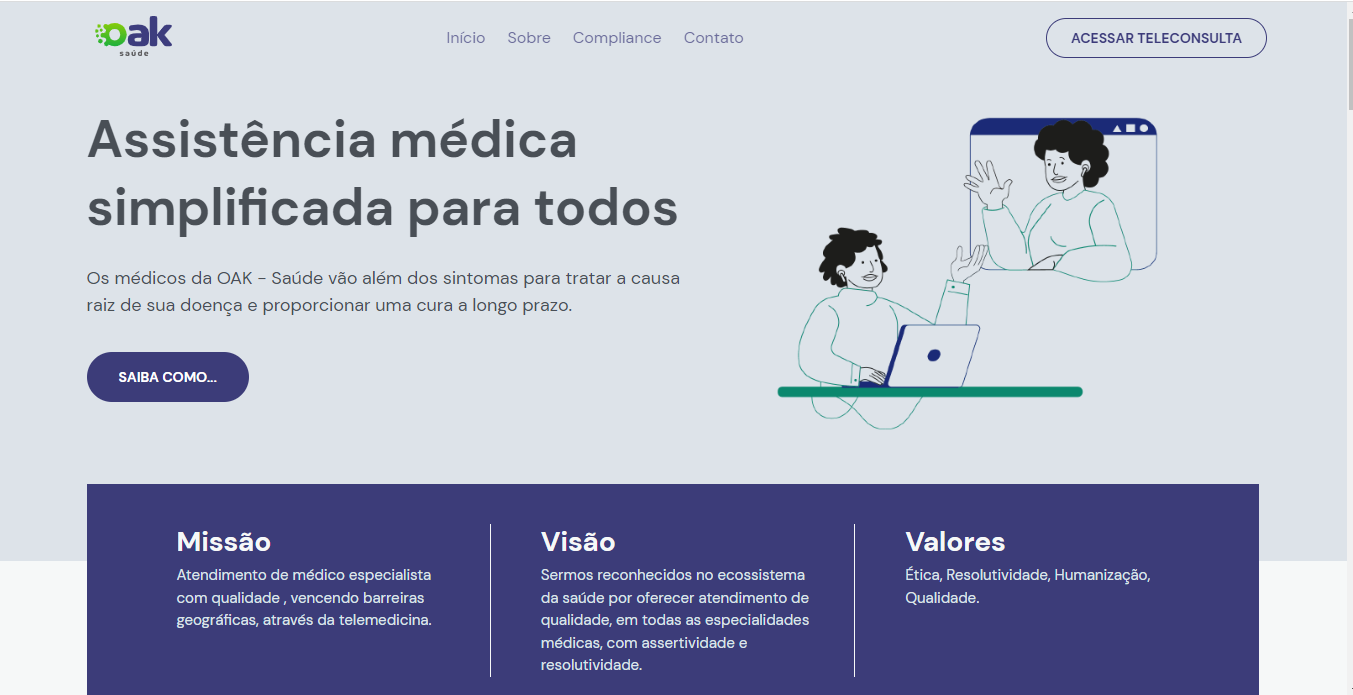 oak
saúde
Início Sobre Compliance Contato
ACESSAR TELECONSULTA
Assistência médica
simplificada para todos
Os médicos da OAK - Saúde vão além dos sintomas para tratar a causa
raiz de sua doença e proporcionar uma cura a longo prazo.
SAIBA COMO...
Missão
Atendimento de médico especialista
com qualidade , vencendo barreiras
geográficas, através da telemedicina.
Visão
Sermos reconhecidos no ecossistema
da saúde por oferecer atendimento de
qualidade, em todas as especialidades
médicas, com assertividade e
resolutividade.
Valores
Ética, Resolutividade, Humanização,
Qualidade.